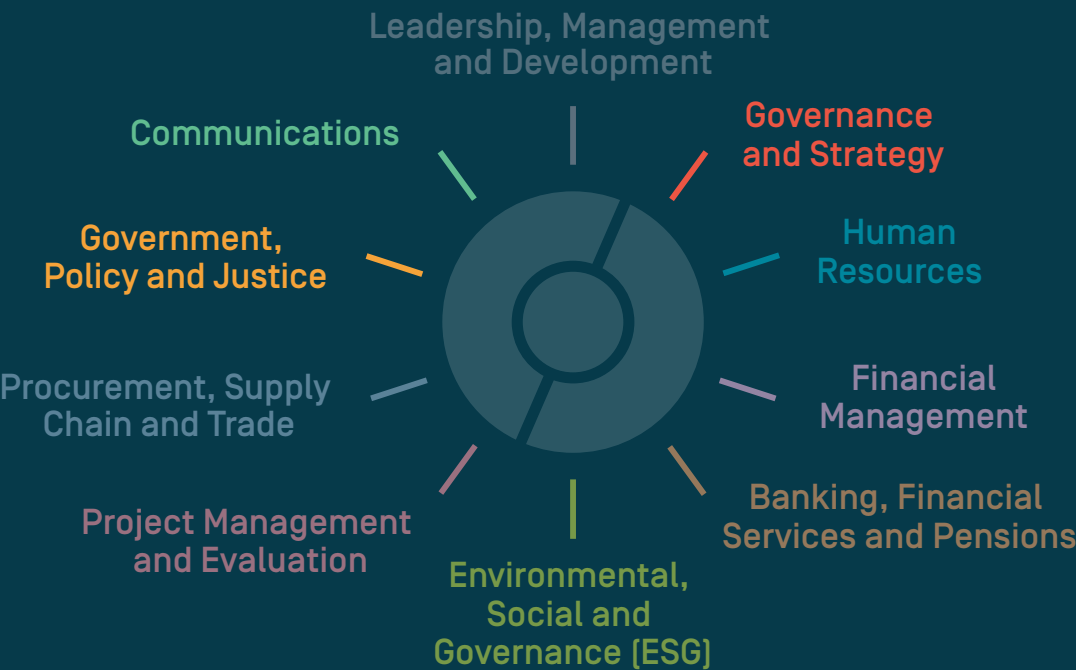 Leadership, Management
and Development
Governance
and Strategy
Human
Resources
Financial
Management
Banking, Financial
Services and Pensions
Environmental,
Social and
Governance (ESG)
Project Management
and Evaluation
Procurement, Supply
Chain and Trade
Government,
Policy and Justice
Communications